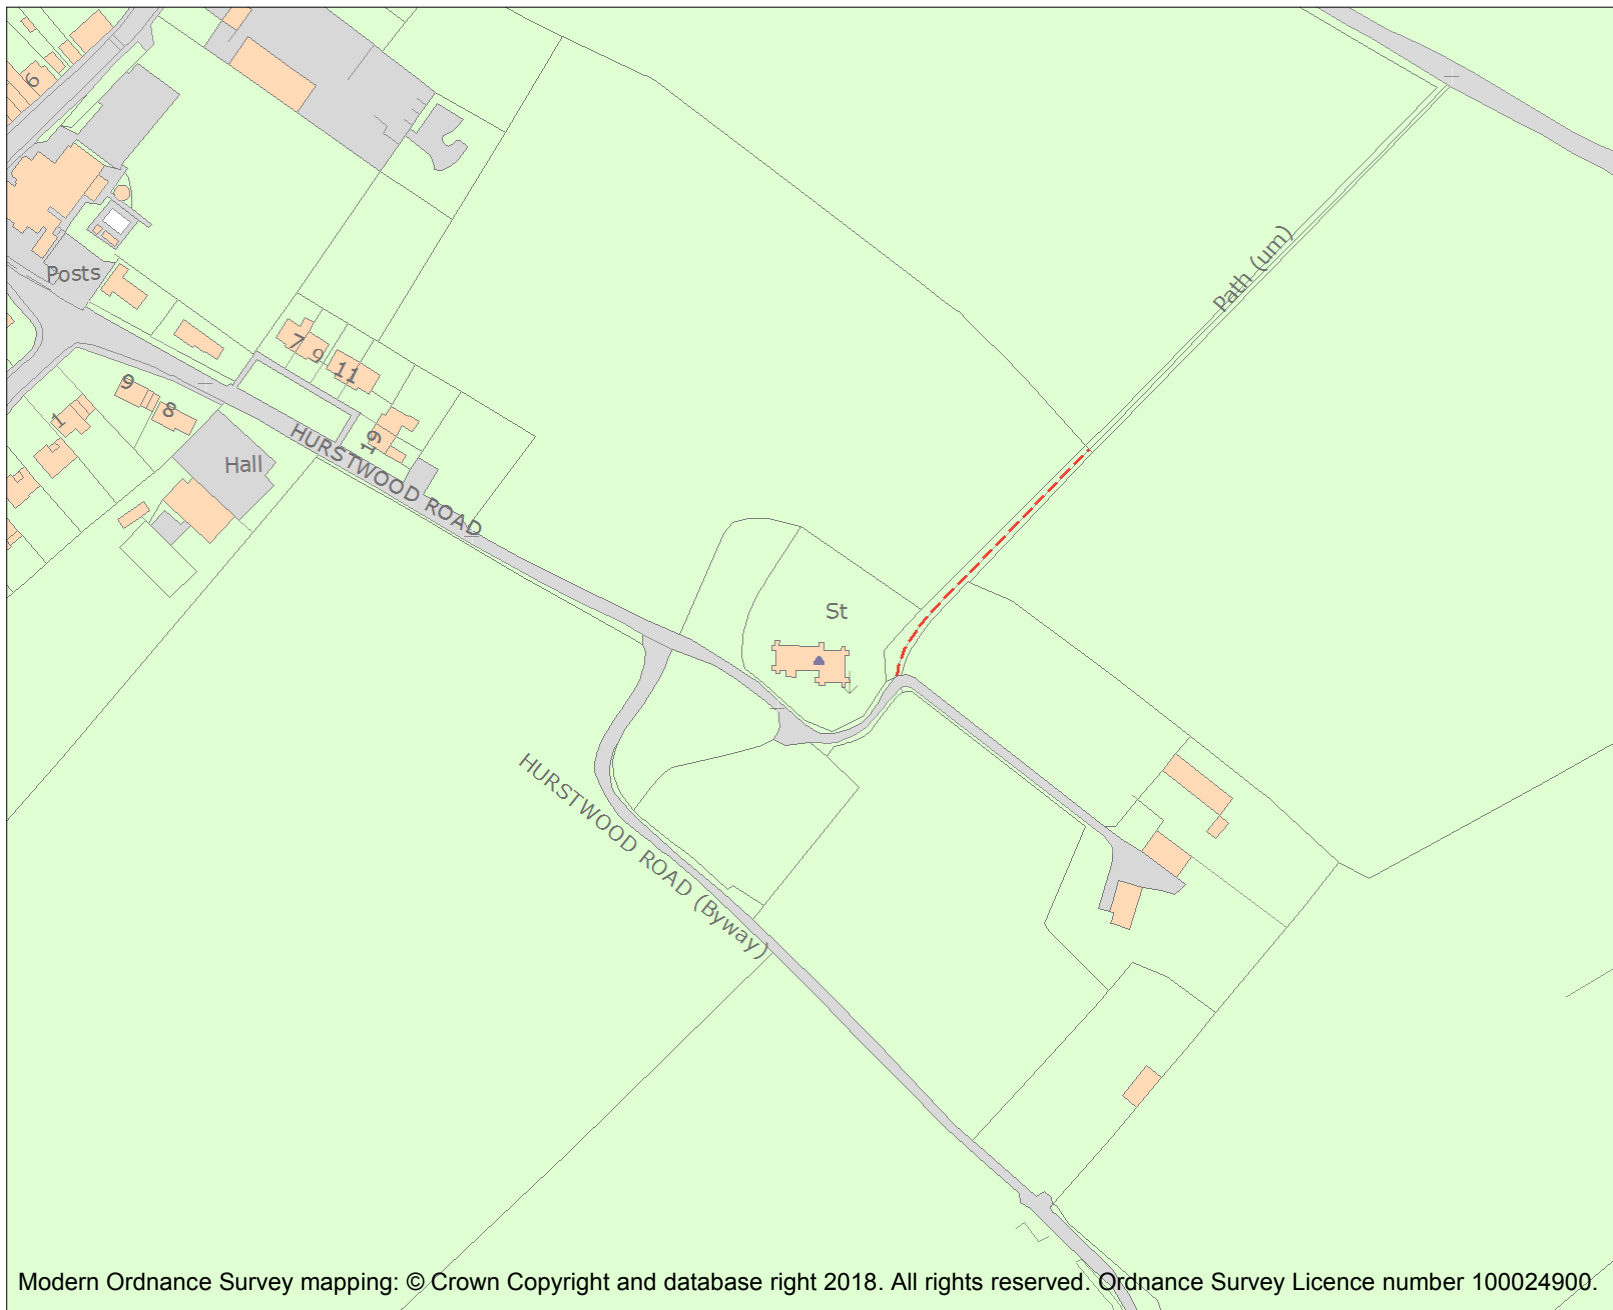 6
Path (um)
Posts
7
9
11
9
8
1
19
HURSTWOOD ROAD
Hall
St
HURSTWOOD ROAD (Byway)
Modern Ordnance Survey mapping: © Crown Copyright and database right 2018. All rights reserved. Ordnance Survey Licence number 100024900.